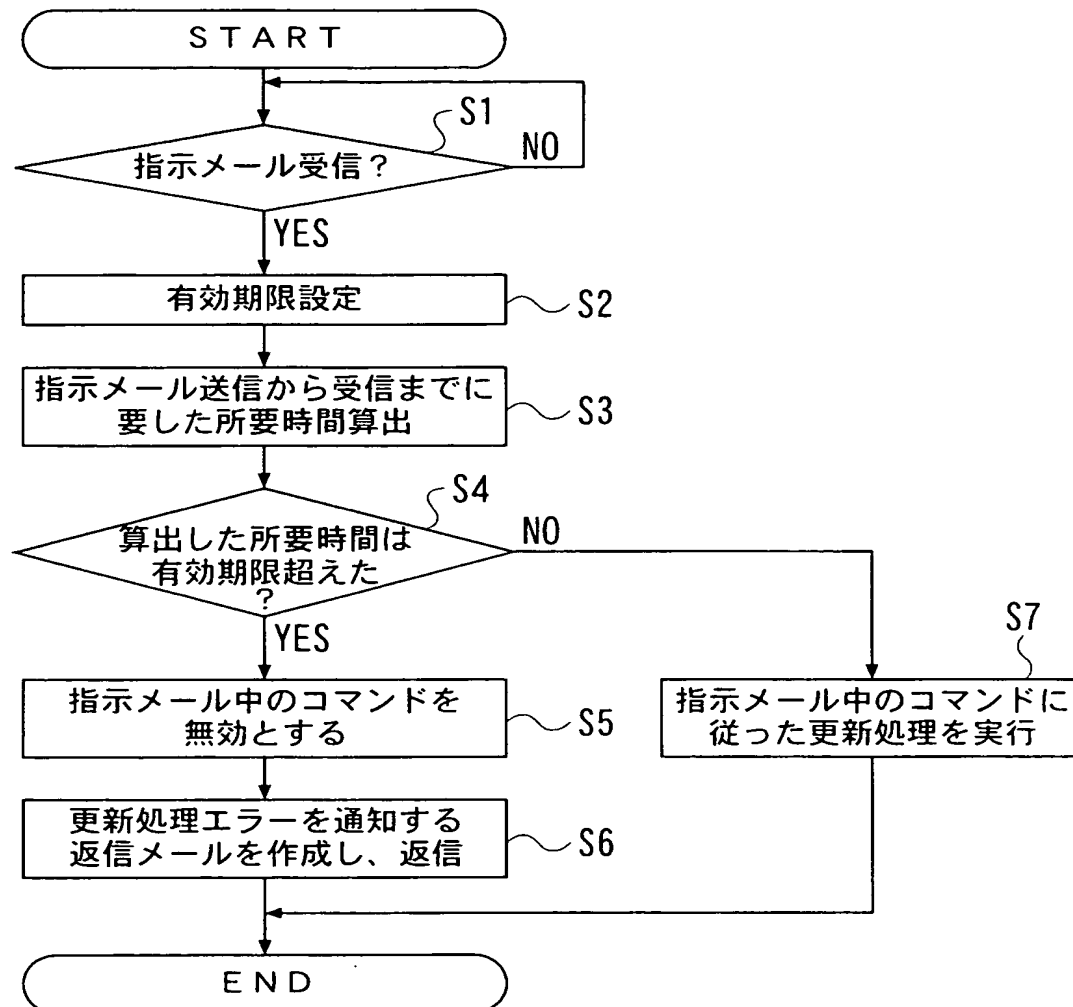 START
S1
指示メール受信？
NO
YES
有効期限設定
S2
指示メール送信から受信までに
要した所要時間算出
S3
S4
算出した所要時間は
有効期限超えた
？
NO
YES
S7
指示メール中のコマンドを
無効とする
S5
指示メール中のコマンドに
従った更新処理を実行
更新処理エラーを通知する
返信メールを作成し、返信
S6
END